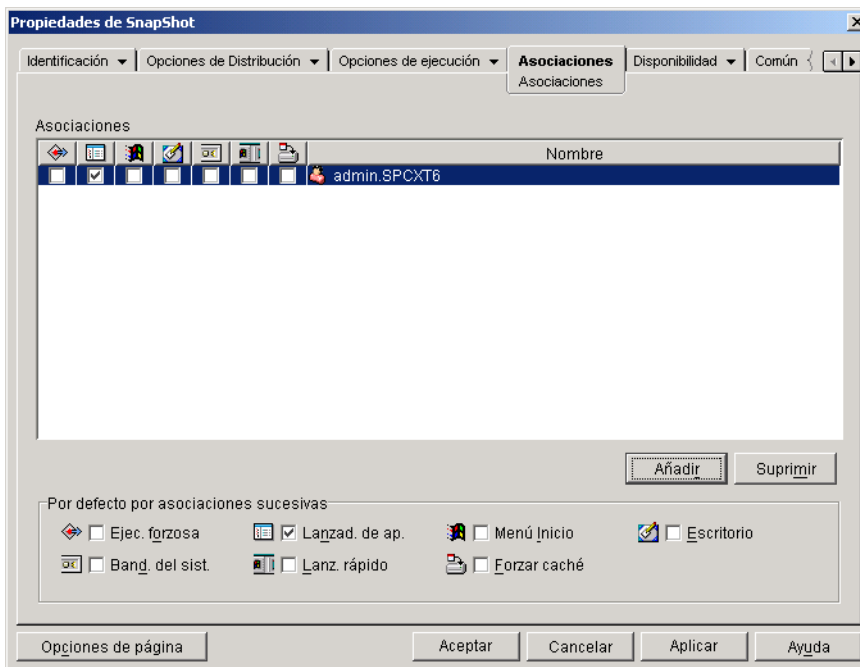 Propiedades de SnapShot
Identificación Opciones de Distribución Opciones de ejecución Asociaciones Disponibilidad Común
Asociaciones
Asociaciones
Nombre
admin.SPCXT6
Añadir Suprimir
Por defecto por asociaciones sucesivas
Ejec. forzosa Lanzad. de ap. Menú Inicio Escritorio
Band. del sist. Lanz. rápido Forzar caché
Opciones de página Aceptar Cancelar Aplicar Ayuda